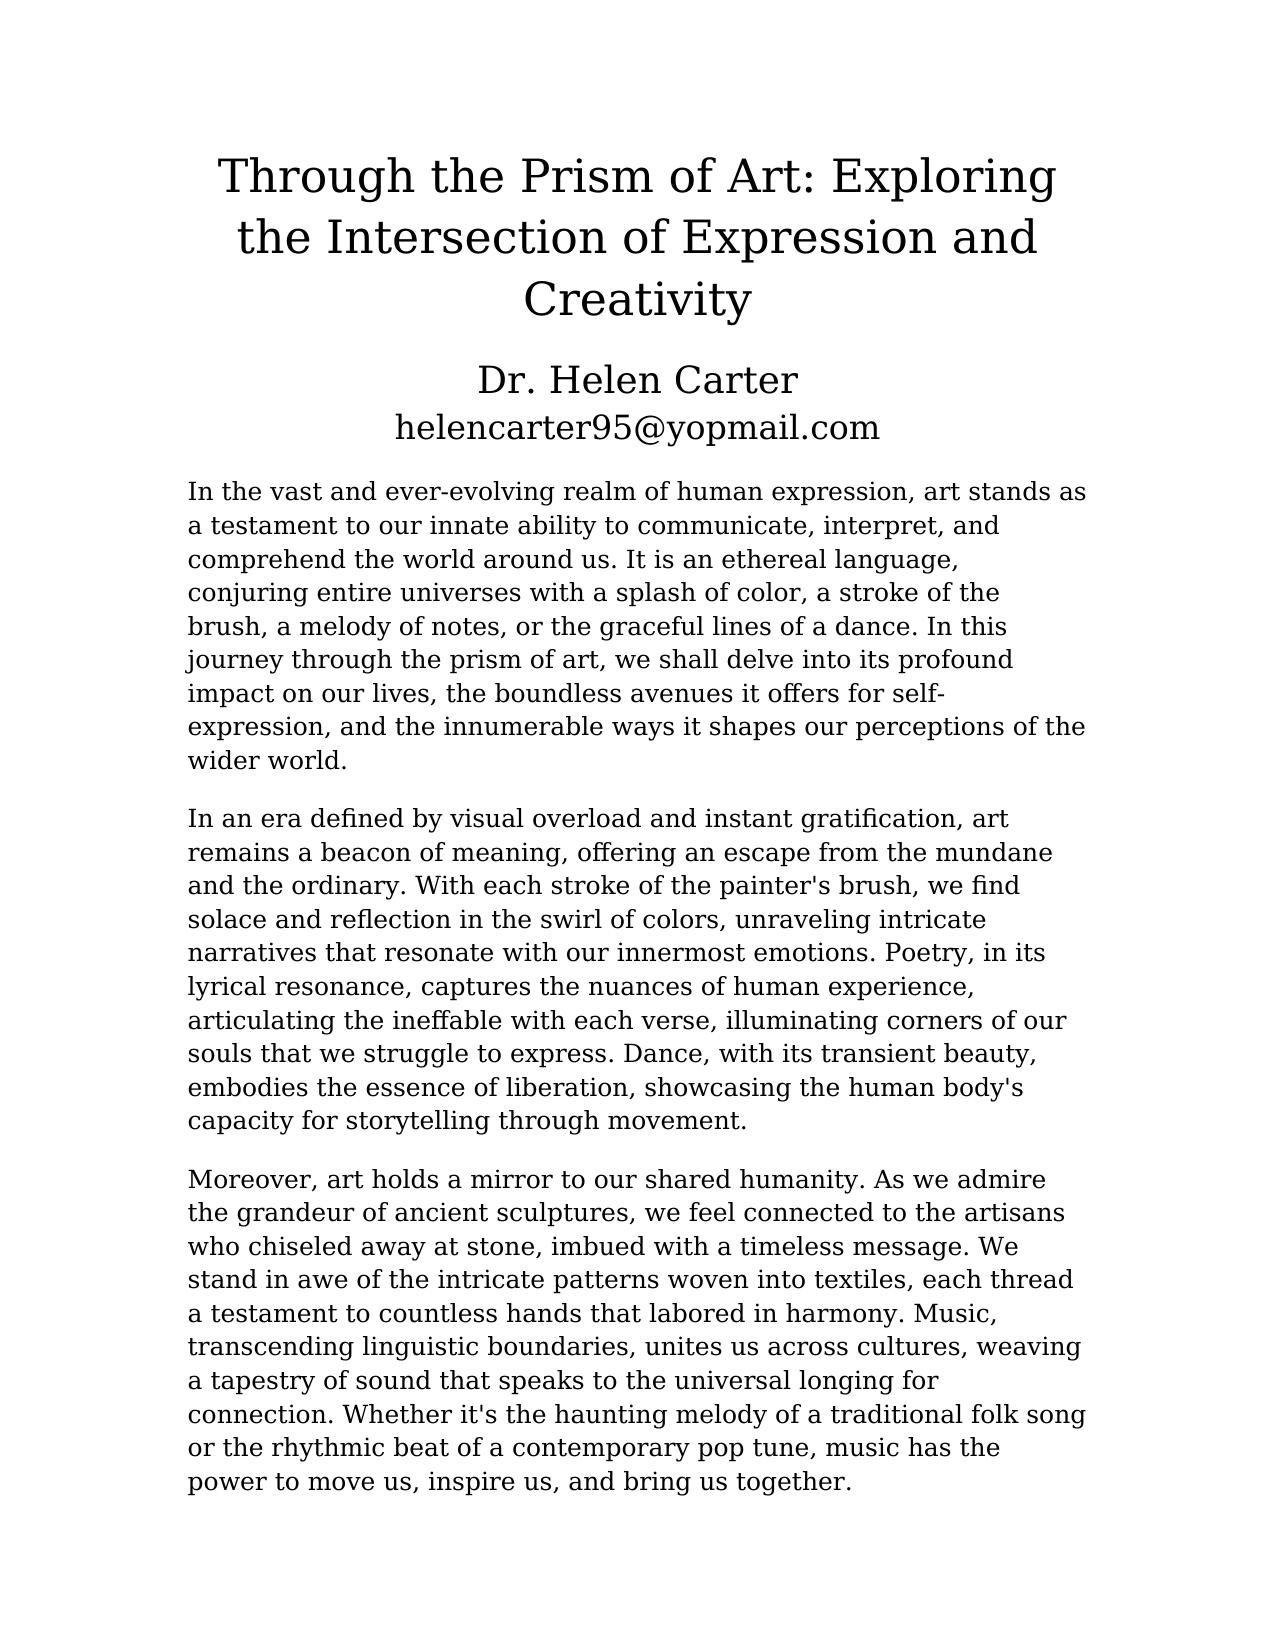 Through the Prism of Art: Exploring
the Intersection of Expression and
Creativity
Dr. Helen Carter
helencarter95@yopmail.com
In the vast and ever-evolving realm of human expression, art stands as
a testament to our innate ability to communicate, interpret, and
comprehend the world around us. It is an ethereal language,
conjuring entire universes with a splash of color, a stroke of the
brush, a melody of notes, or the graceful lines of a dance. In this
journey through the prism of art, we shall delve into its profound
impact on our lives, the boundless avenues it offers for self-
expression, and the innumerable ways it shapes our perceptions of the
wider world.
In an era defined by visual overload and instant gratification, art
remains a beacon of meaning, offering an escape from the mundane
and the ordinary. With each stroke of the painter's brush, we find
solace and reflection in the swirl of colors, unraveling intricate
narratives that resonate with our innermost emotions. Poetry, in its
lyrical resonance, captures the nuances of human experience,
articulating the ineffable with each verse, illuminating corners of our
souls that we struggle to express. Dance, with its transient beauty,
embodies the essence of liberation, showcasing the human body's
capacity for storytelling through movement.
Moreover, art holds a mirror to our shared humanity. As we admire
the grandeur of ancient sculptures, we feel connected to the artisans
who chiseled away at stone, imbued with a timeless message. We
stand in awe of the intricate patterns woven into textiles, each thread
a testament to countless hands that labored in harmony. Music,
transcending linguistic boundaries, unites us across cultures, weaving
a tapestry of sound that speaks to the universal longing for
connection. Whether it's the haunting melody of a traditional folk song
or the rhythmic beat of a contemporary pop tune, music has the
power to move us, inspire us, and bring us together.